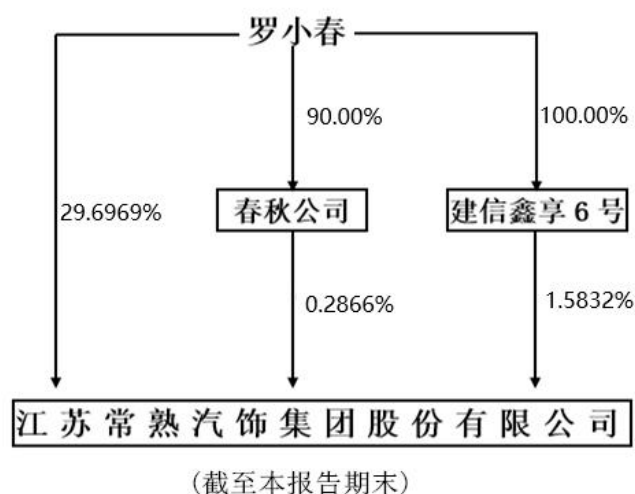 罗小春
90.00%
100.00%
29.6969%
春秋公司
建信鑫享 6 号
0.2866%
1.5832%
江苏常熟汽饰集团股份有限公司
（截至本报告期末）